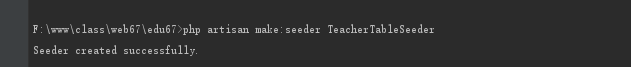 F:\www\class\web67\edu67>php artisan make:seeder TeacherTableSeeder
Seeder created successfully.